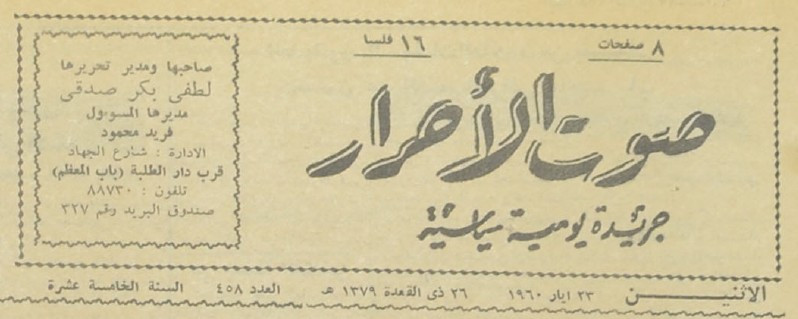 ٨ صفحات
١٦ فلسا
صوت الأحرار
جريدة يومية سياسية
صاحبها ومدير تحريرها
لطفي بكر صدقي
مديرها المسؤول
فريد محمود
الادارة : شارع الجهاد
قرب دار الطلبة (باب المعظم)
تلفون : ٨٨٧٣٠
صندوق البريد رقم ٣٢٧
الاثنيـــن ٢٣ ايار ١٩٦٠ ٢٦ ذى القعدة ١٣٧٩ هـ العدد ٤٥٨ السنة الخامسة عشرة